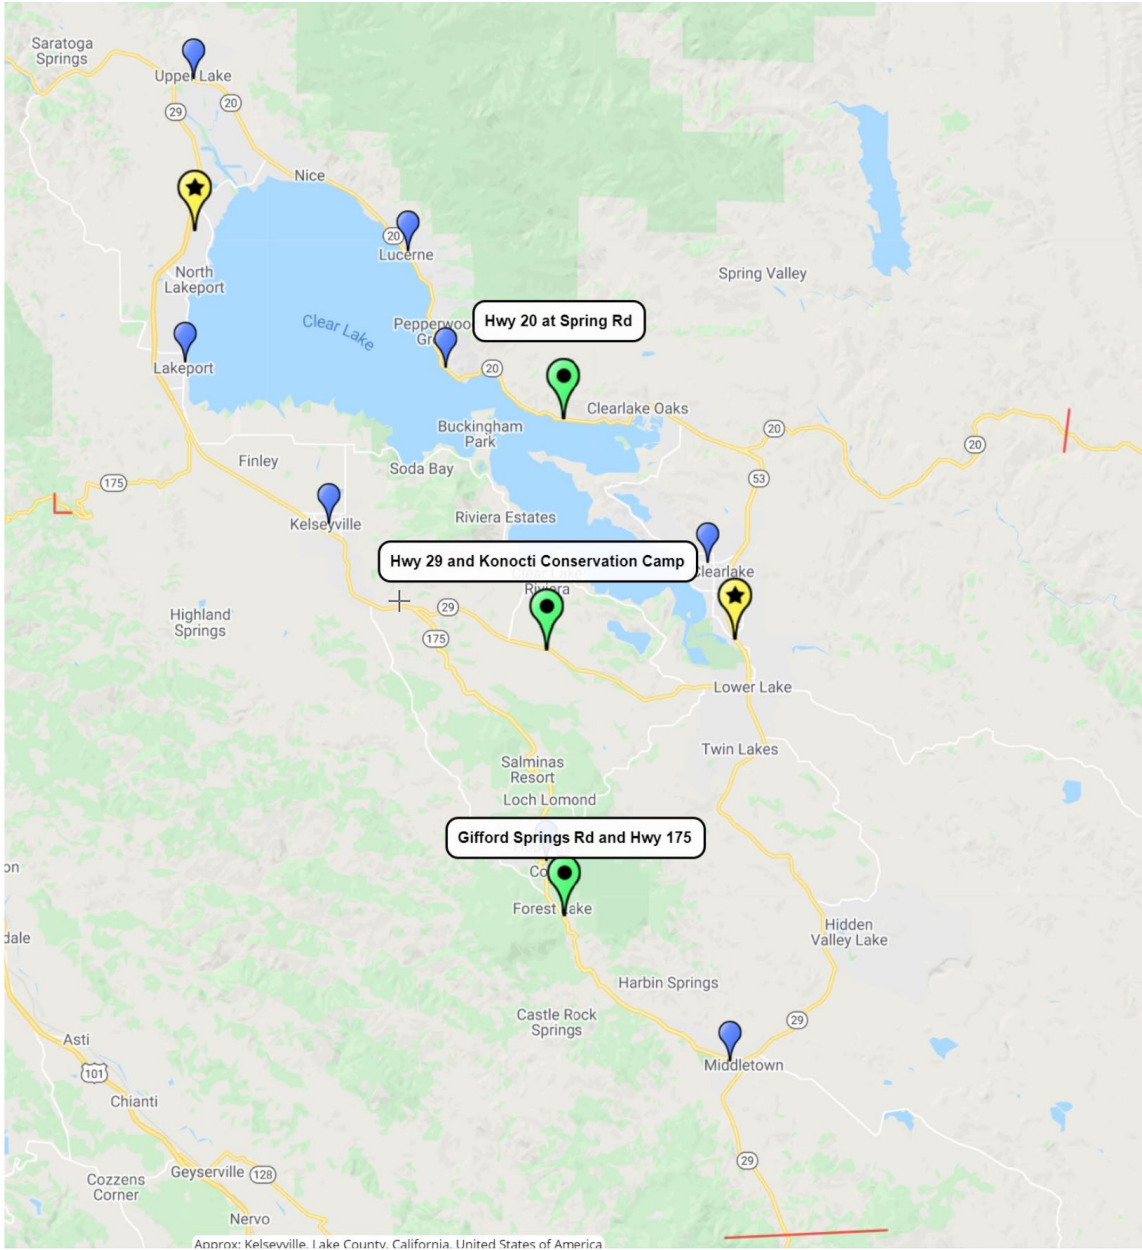 Saratoga
Springs
Upper Lake
29
20
Nice
20
Lucerne
North
Lakeport
Spring Valley
Clear Lake
Hwy 20 at Spring Rd
Lakeport
20
Clearlake Oaks
Buckingham
Park
20
20
Finley
Soda Bay
175
53
Kelseyville
Riviera Estates
Hwy 29 and Konocti Conservation Camp
Clearlake
Riviera
29
Highland
Springs
175
Lower Lake
Twin Lakes
Salminas
Resort
Loch Lomond
Gifford Springs Rd and Hwy 175
Co
on
Forest Lake
Hidden
Valley Lake
dale
Harbin Springs
Castle Rock
Springs
29
Asti
Middletown
101
Chianti
29
Geyserville
128
Cozzens
Corner
Nervo
Approx: Kelseyville, Lake County, California, United States of America